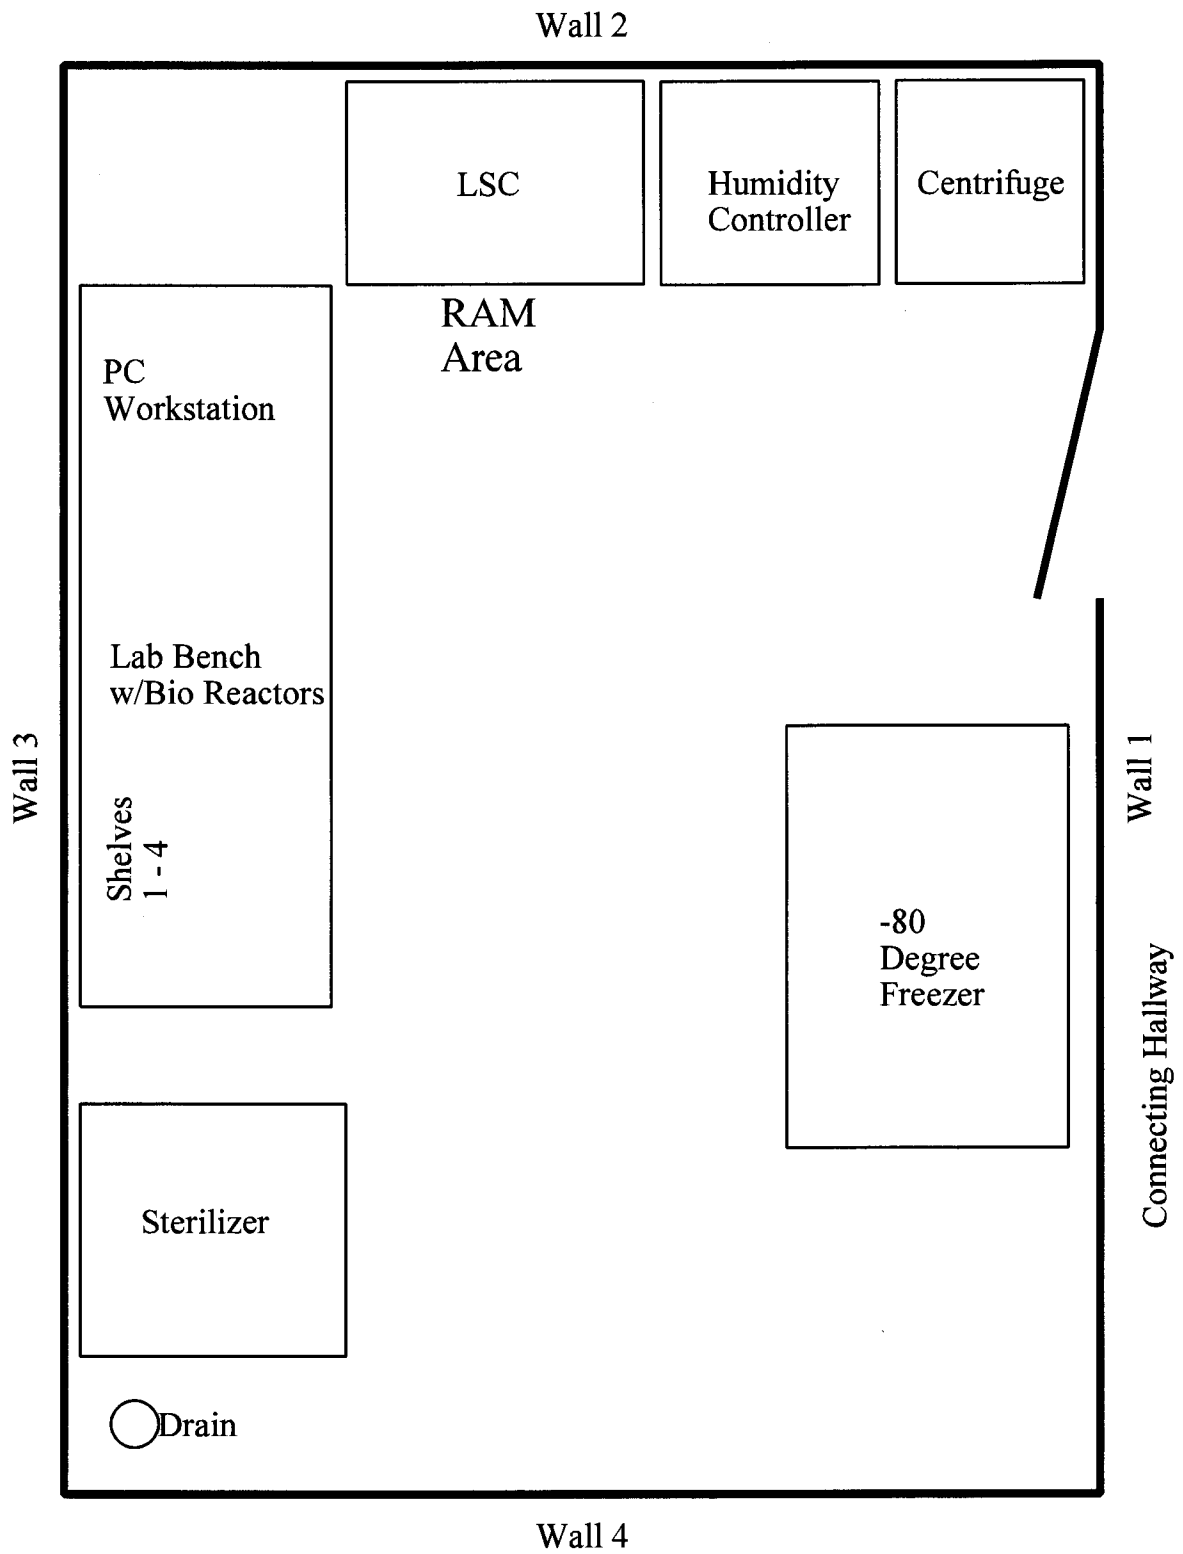 Wall 2
LSC
Humidity
Controller
Centrifuge
RAM
Area
PC
Workstation
Lab Bench
w/Bio Reactors
Wall 3
Wall 1
Shelves
1 - 4
-80
Degree
Freezer
Connecting Hallway
Sterilizer
Drain
Wall 4